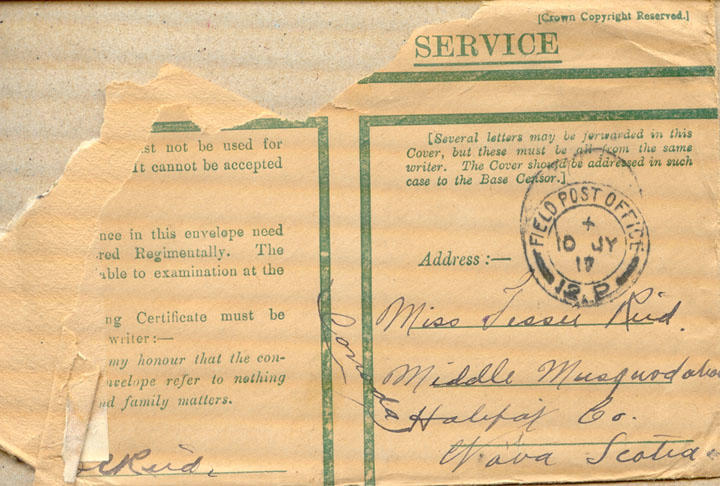 [Crown Copyright Reserved.]
SERVICE
ust not be used for
It cannot be accepted
nce in this envelope need
red Regimentally. The
able to examination at the
ng Certificate must be
writer:—
my honour that the con-
nvelope refer to nothing
nd family matters.
[Several letters may be forwarded in this
Cover, but these must be all from the same
writer. The Cover should be addressed in such
case to the Base Censor.]
FIELD POST OFFICE
10 JY
17
Address:—
Miss Jessie Reid.
Middle Musquodobo
Halifax Co.
Nova Scotia
Canada
Reid.